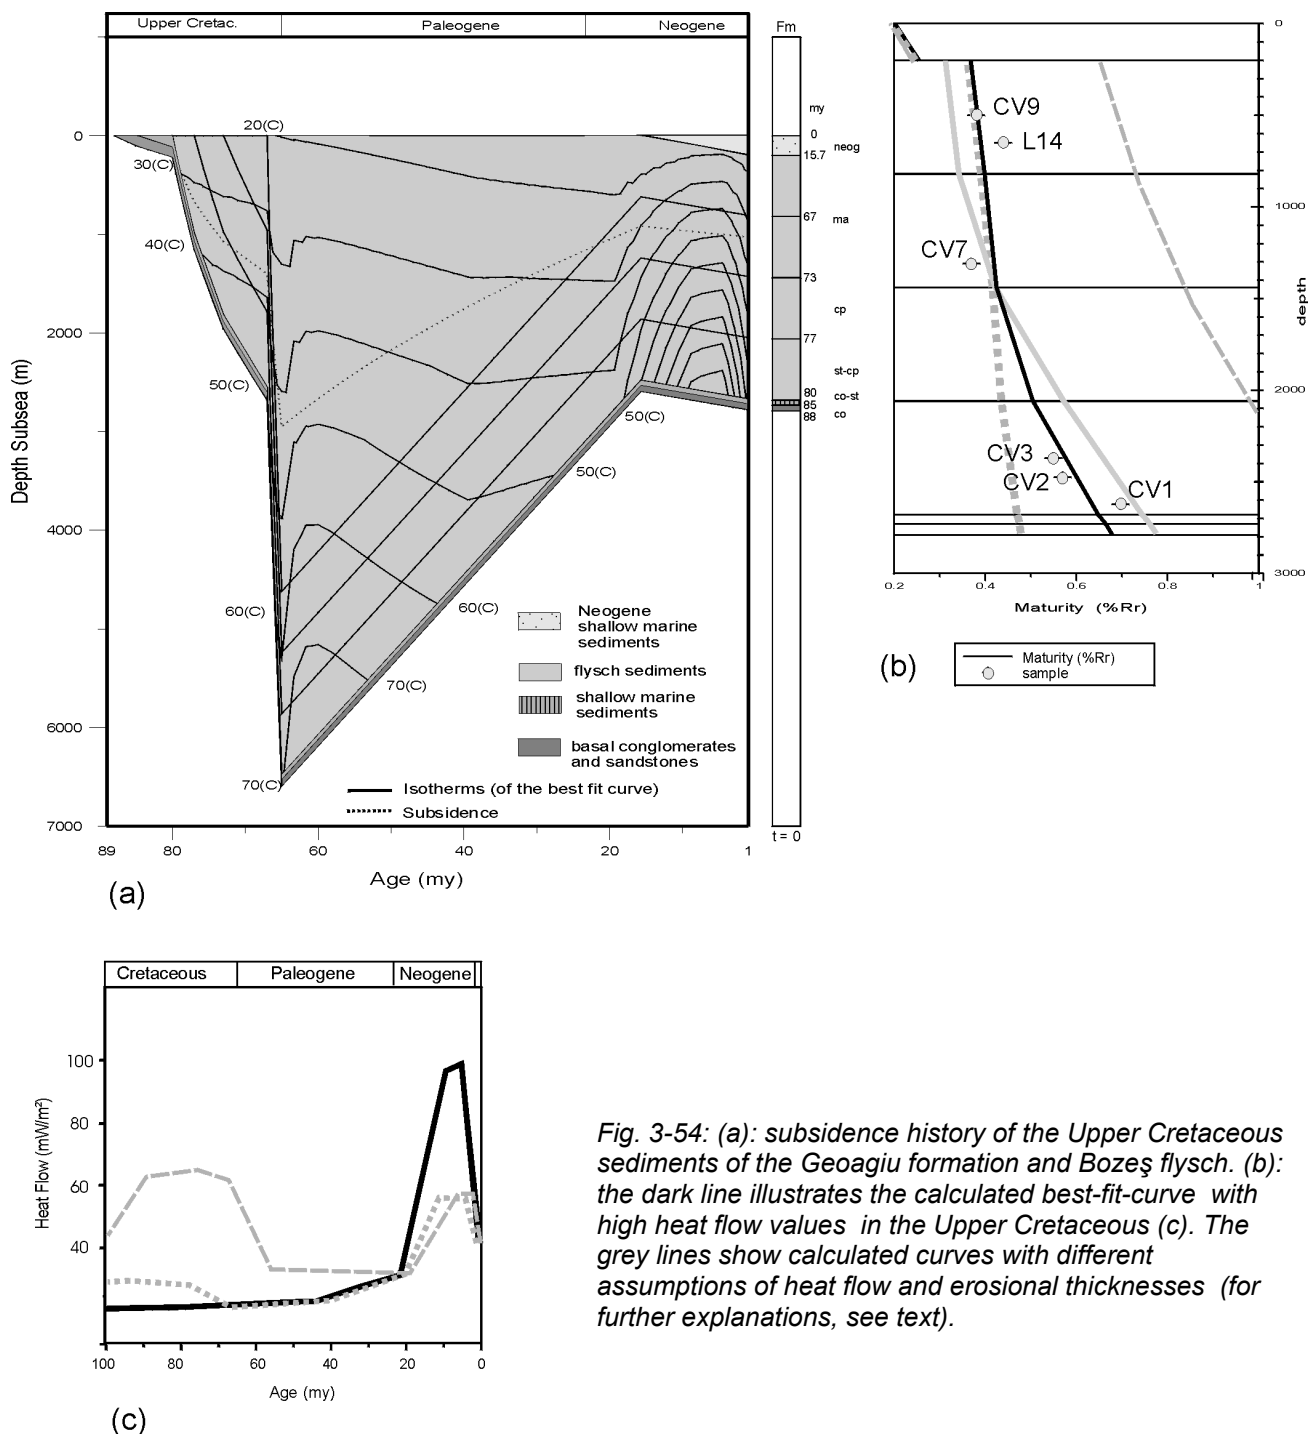 Upper Cretac.
Paleogene
Neogene
Fm
0
2000
4000
6000
7000
Depth Subsea (m)
20(C)
30(C)
40(C)
50(C)
60(C)
70(C)
50(C)
50(C)
60(C)
70(C)
Neogene
shallow marine
sediments
flysch sediments
shallow marine
sediments
basal conglomerates
and sandstones
Isotherms (of the best fit curve)
Subsidence
89
80
60
40
20
1
Age (my)
(a)
my
0
neog
15.7
67
ma
73
cp
77
st-cp
80
co-st
85
88
co
t = 0
CV9
L14
CV7
CV3
CV2
CV1
0
1000
2000
3000
depth
0.2
0.4
0.6
0.8
1
Maturity (%Rr)
(b)
Maturity (%Rr)
sample
Cretaceous
Paleogene
Neogene
100
80
60
40
Heat Flow (mW/m²)
100
80
60
40
20
0
Age (my)
(c)
Fig. 3-54: (a): subsidence history of the Upper Cretaceous
sediments of the Geoagiu formation and Bozeş flysch. (b):
the dark line illustrates the calculated best-fit-curve with
high heat flow values in the Upper Cretaceous (c). The
grey lines show calculated curves with different
assumptions of heat flow and erosional thicknesses (for
further explanations, see text).